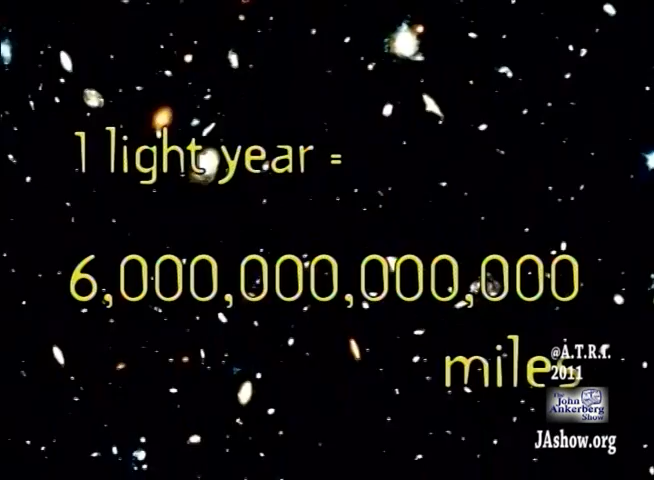 1 light year =
6,000,000,000,000
miles
@A.T.R.I.
2011
The
John
Ankerberg
Show
JAshow.org